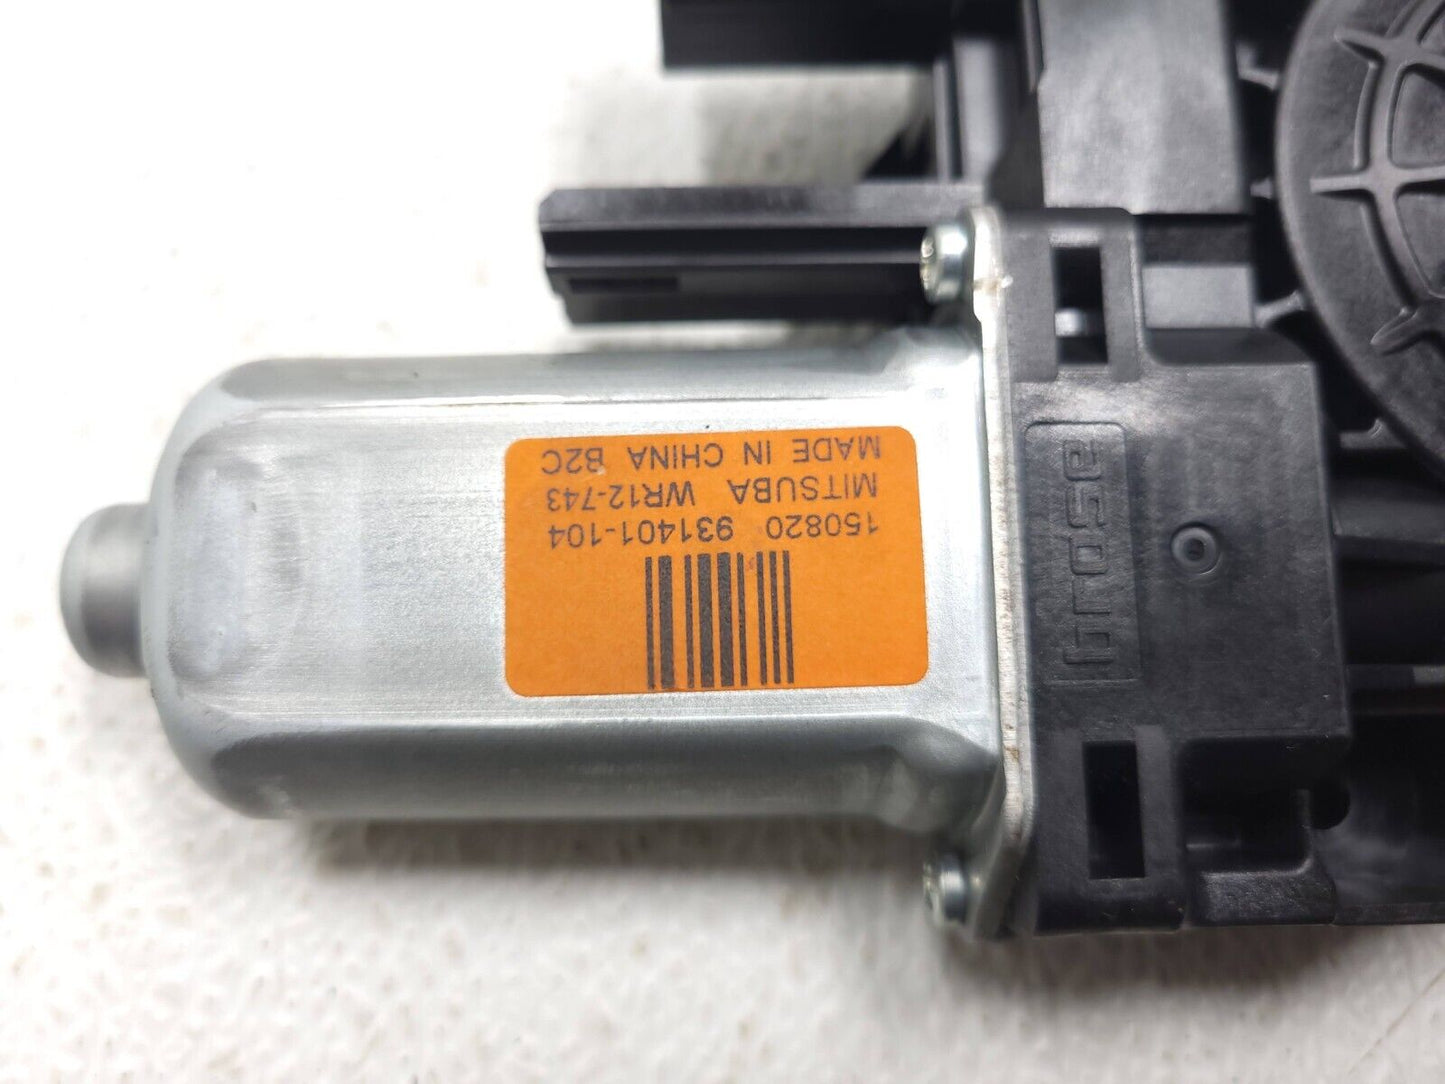 150820 931401-104
MITSUBA WR12-743
MADE IN CHINA B2C
brose